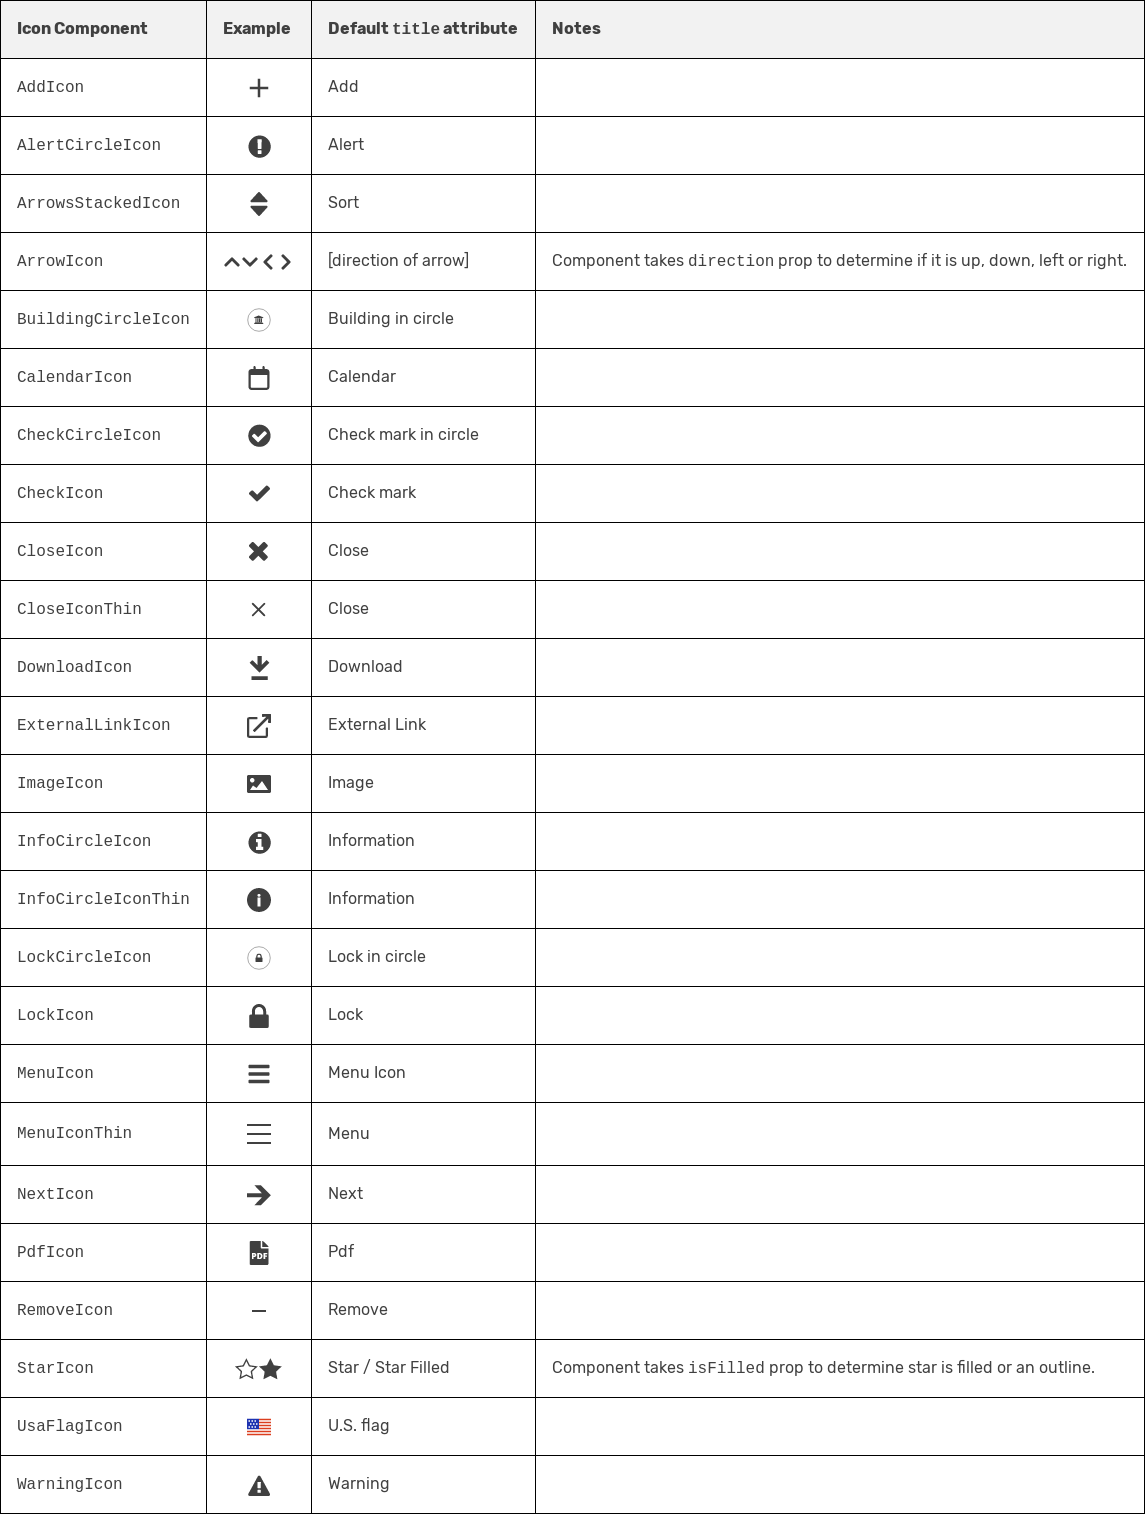 Icon Component Example Default title attribute Notes
AddIcon Add
AlertCircleIcon Alert
ArrowsStackedIcon Sort
ArrowIcon [direction of arrow] Component takes direction prop to determine if it is up, down, left or right.
BuildingCircleIcon Building in circle
CalendarIcon Calendar
CheckCircleIcon Check mark in circle
CheckIcon Check mark
CloseIcon Close
CloseIconThin Close
DownloadIcon Download
ExternalLinkIcon External Link
ImageIcon Image
InfoCircleIcon Information
InfoCircleIconThin Information
LockCircleIcon Lock in circle
LockIcon Lock
MenuIcon Menu Icon
MenuIconThin Menu
NextIcon Next
PdfIcon PDF Pdf
RemoveIcon Remove
StarIcon Star / Star Filled Component takes isFilled prop to determine star is filled or an outline.
UsaFlagIcon U.S. flag
WarningIcon Warning